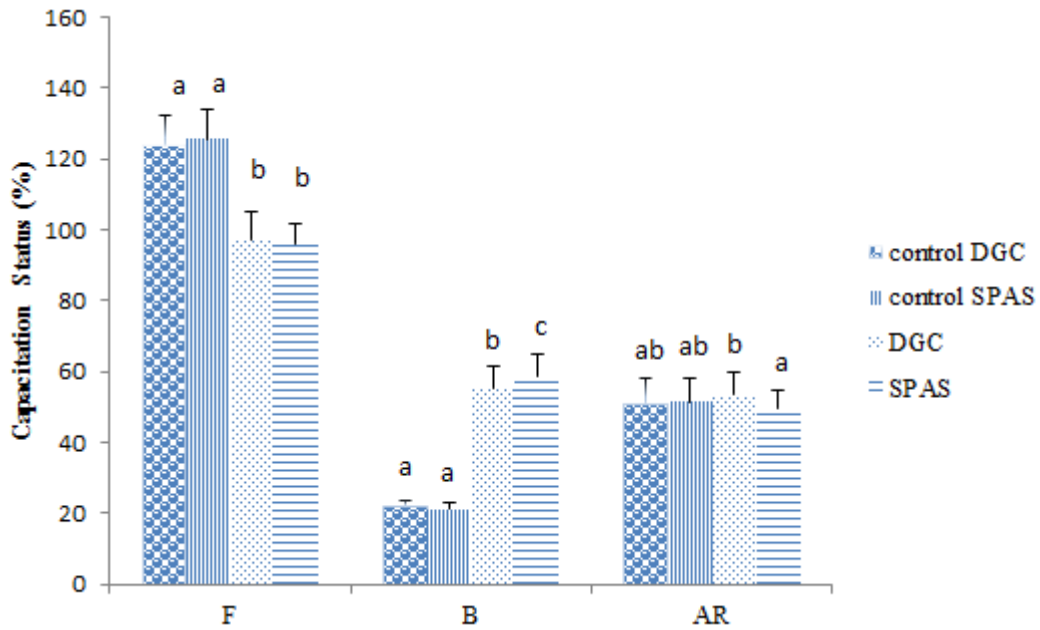 Capacitation Status (%)
160
140
120
100
80
60
40
20
0
a a b b
a a b c
ab ab b a
F B AR
control DGC
control SPAS
DGC
SPAS